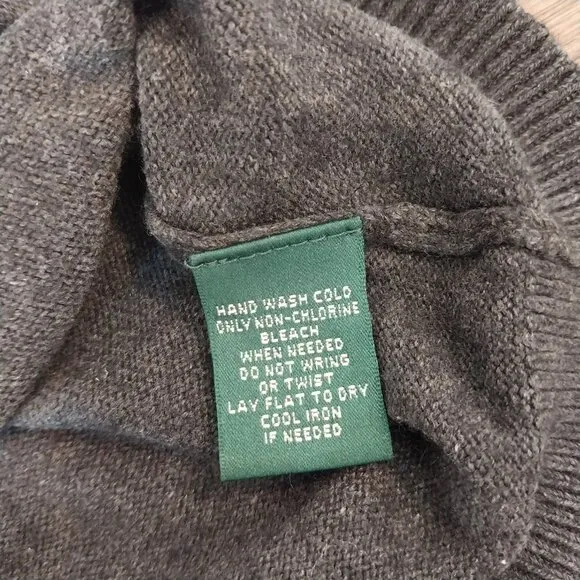 HAND WASH COLD
ONLY NON-CHLORINE
BLEACH
WHEN NEEDED
DO NOT WRING
OR TWIST
LAY FLAT TO DRY
COOL IRON
IF NEEDED